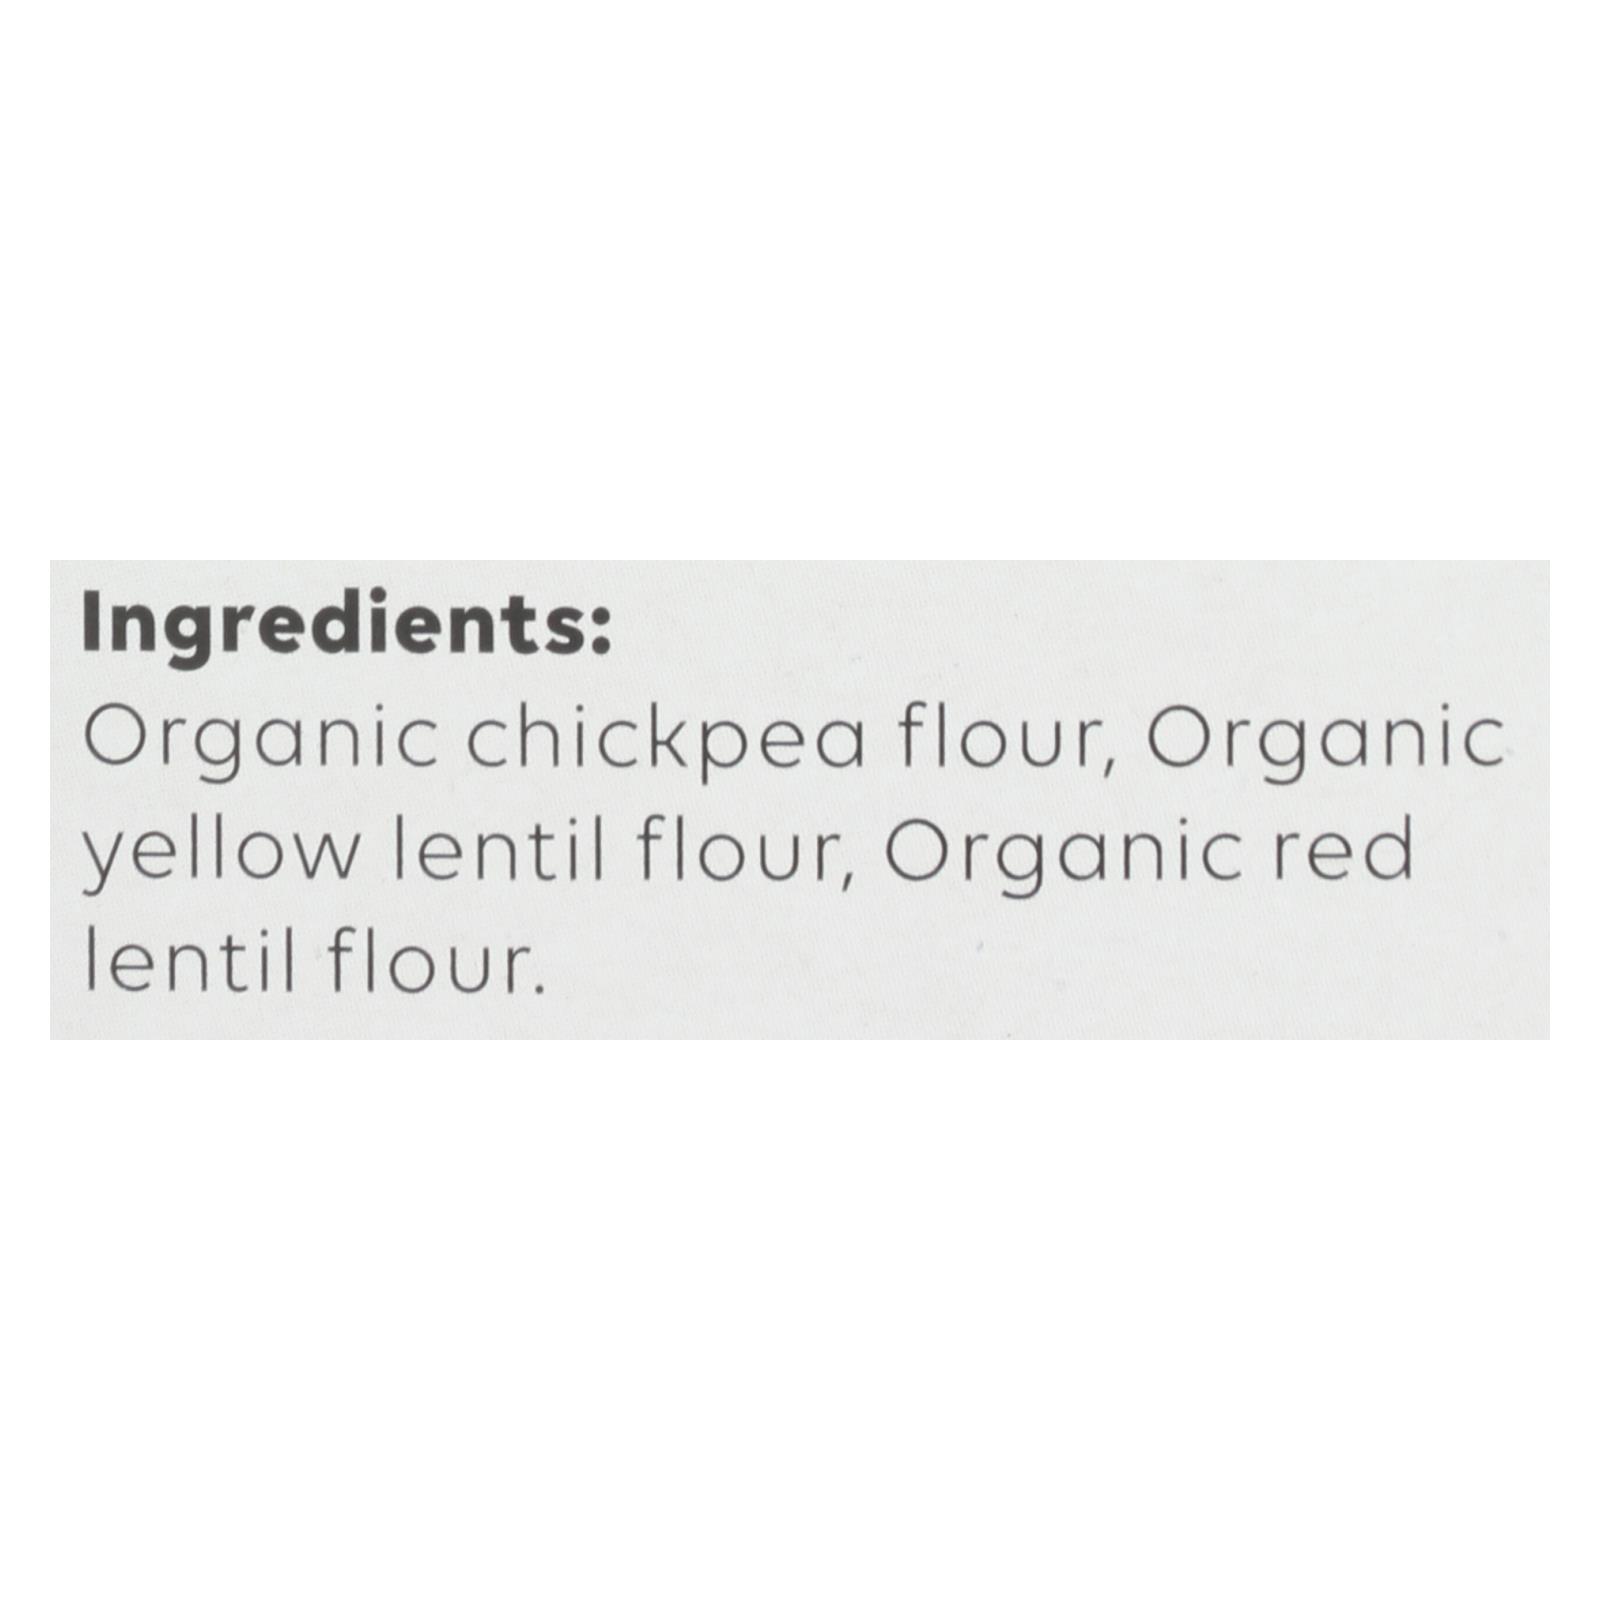 Ingredients:
Organic chickpea flour, Organic
yellow lentil flour, Organic red
lentil flour.